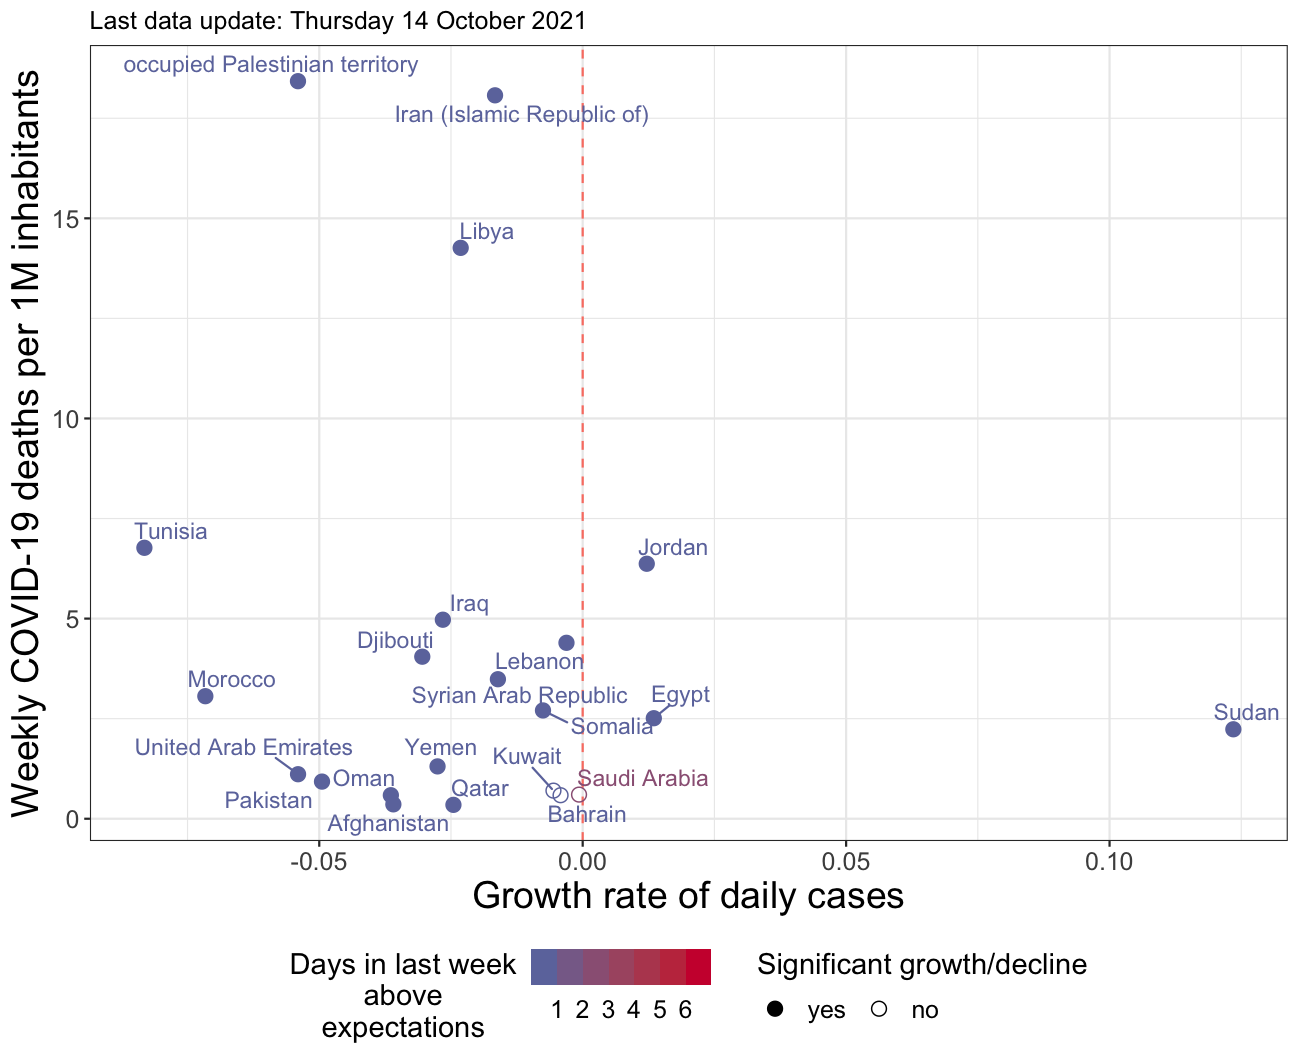 Last data update: Thursday 14 October 2021
Weekly COVID-19 deaths per 1M inhabitants
occupied Palestinian territory
Iran (Islamic Republic of)
15
Libya
10
Tunisia
Jordan
5
Iraq
Djibouti
Lebanon
Morocco
Syrian Arab Republic
Egypt
Somalia
Sudan
United Arab Emirates
Yemen
Kuwait
Oman
Saudi Arabia
Qatar
Pakistan
Bahrain
Afghanistan
0
-0.05 0.00 0.05 0.10
Growth rate of daily cases
Days in last week
above
expectations
1 2 3 4 5 6
Significant growth/decline
yes no